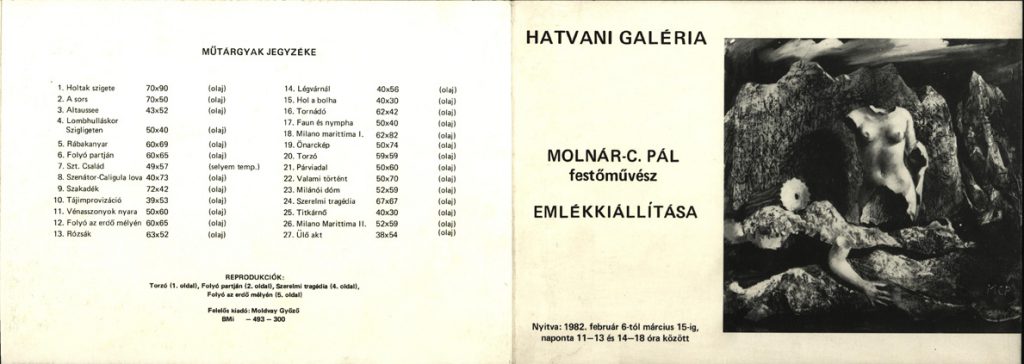 MŰTÁRGYAK JEGYZÉKE
1. Holtak szigete 70x90 (olaj)
2. A sors 70x50 (olaj)
3. Altaussee 43x52 (olaj)
4. Lombhulláskor
Szigligeten 50x40 (olaj)
5. Rábakanyar 60x69 (olaj)
6. Folyó partján 60x65 (olaj)
7. Szt. Család 49x57 (selyem temp.)
8. Szenátor-Caligula lova 40x73 (olaj)
9. Szakadék 72x42 (olaj)
10. Tájimprovizáció 39x53 (olaj)
11. Vénasszonyok nyara 50x60 (olaj)
12. Folyó az erdő mélyén 60x65 (olaj)
13. Rózsák 63x52 (olaj)
14. Légvárnál 40x56 (olaj)
15. Hol a bolha 40x30 (olaj)
16. Tornádó 62x42 (olaj)
17. Faun és nympha 50x40 (olaj)
18. Milano marittima I. 62x82 (olaj)
19. Önarckép 50x74 (olaj)
20. Torzó 59x59 (olaj)
21. Párviadal 50x60 (olaj)
22. Valami történt 50x70 (olaj)
23. Milánói dóm 52x59 (olaj)
24. Szerelmi tragédia 67x67 (olaj)
25. Titkárnő 40x30 (olaj)
26. Milano Marittima II. 52x59 (olaj)
27. Ülő akt 38x54 (olaj)
REPRODUKCIÓK:
Torzó (1. oldal), Folyó partján (2. oldal), Szerelmi tragédia (4. oldal),
Folyó az erdő mélyén (5. oldal)
Felelős kiadó: Moldvay Győző
BMi – 493 – 300
HATVANI GALÉRIA
MOLNÁR-C. PÁL
festőművész
EMLÉKKIÁLLÍTÁSA
Nyitva: 1982. február 6-tól március 15-ig,
naponta 11–13 és 14–18 óra között
MCP